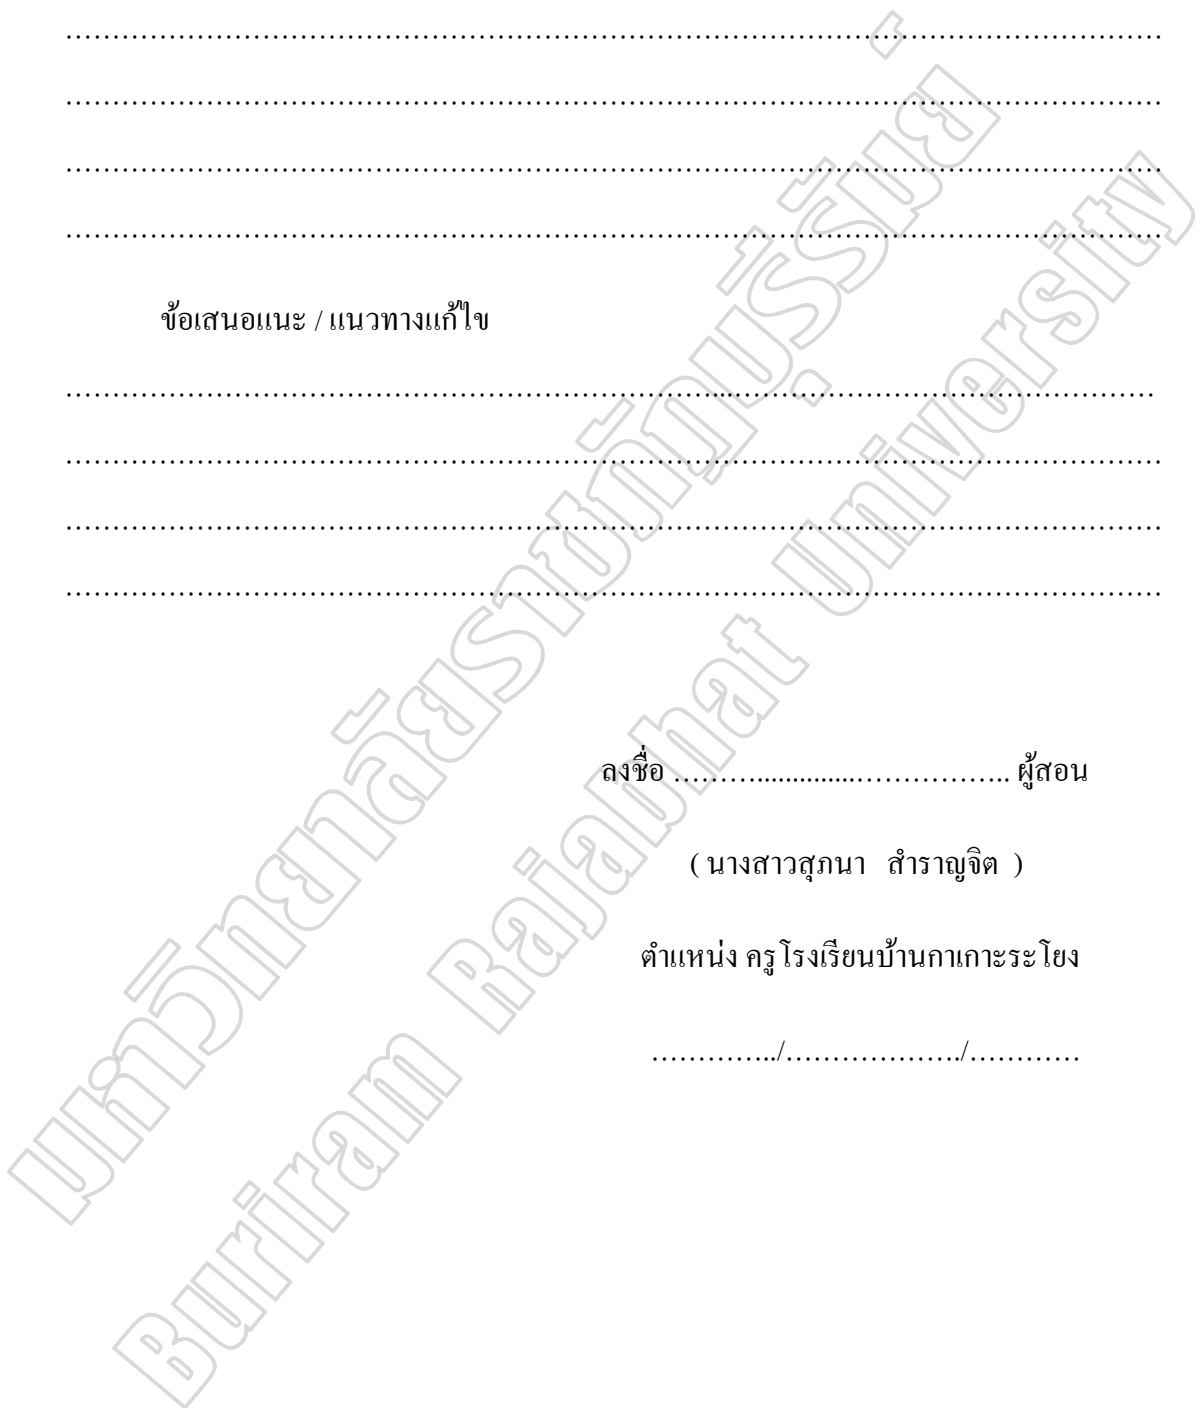 ……………………………………………………………………………………………………
……………………………………………………………………………………………………
……………………………………………………………………………………………………
……………………………………………………………………………………………………
ข้อเสนอแนะ / แนวทางแก้ไข
…………………………………………………………...……………………………………
……………………………………………………………………………………………………
……………………………………………………………………………………………………
……………………………………………………………………………………………………
ลงชื่อ ………...............…………….. ผู้สอน
( นางสาวสุภนา สำราญจิต )
ตำแหน่ง ครูโรงเรียนบ้านกาเกาะระโยง
…………../………………./…………
มหาวิทยาลัยราชภัฏบุรีรัมย์
Buriram Rajabhat University